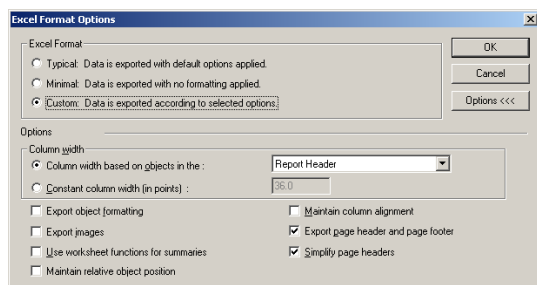 Excel Format Options
Excel Format
OK
Typical: Data is exported with default options applied.
Cancel
Minimal: Data is exported with no formatting applied.
Custom: Data is exported according to selected options.
Options <<<
Options
Column width
Column width based on objects in the :
Report Header
Constant column width (in points) :
36.0
Export object formatting
Maintain column alignment
Export images
Export page header and page footer
Use worksheet functions for summaries
Simplify page headers
Maintain relative object position